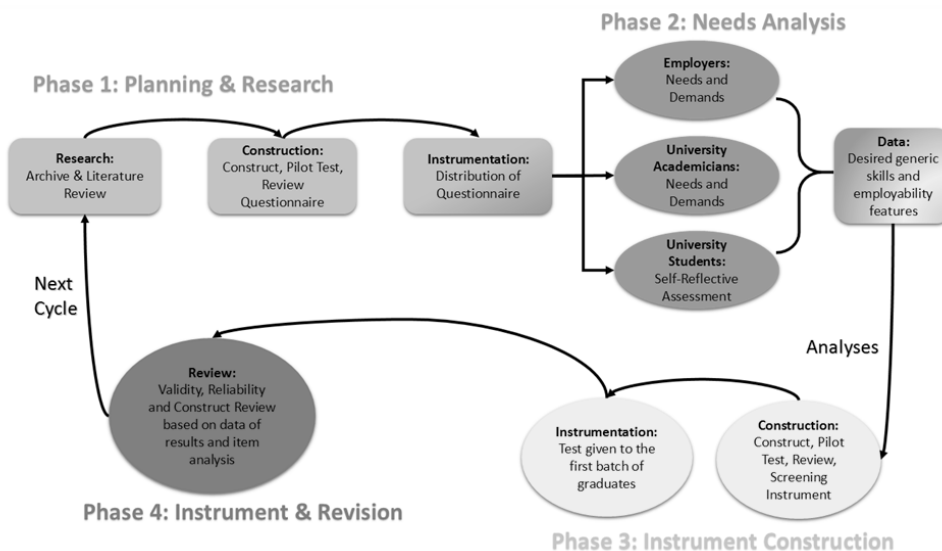 Phase 2: Needs Analysis
Phase 1: Planning & Research
Employers:
Needs and
Demands
Research:
Archive & Literature
Review
Construction:
Construct, Pilot Test,
Review
Questionnaire
Instrumentation:
Distribution of
Questionnaire
University
Academicians:
Needs and
Demands
Data:
Desired generic
skills and
employability
features
University
Students:
Self-Reflective
Assessment
Next
Cycle
Analyses
Review:
Validity, Reliability
and Construct Review
based on data of
results and item
analysis
Instrumentation:
Test given to the
first batch of
graduates
Construction:
Construct, Pilot
Test, Review,
Screening
Instrument
Phase 4: Instrument & Revision
Phase 3: Instrument Construction